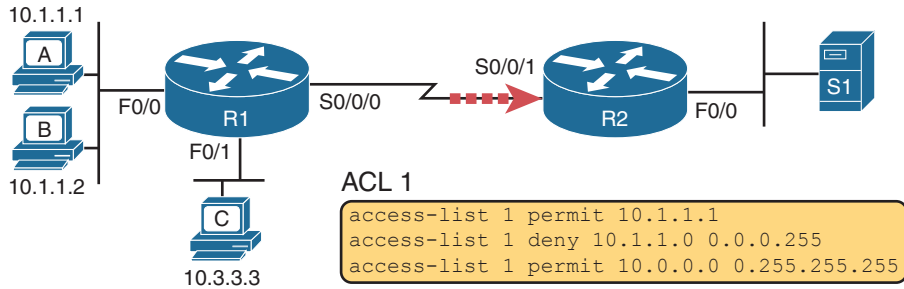 10.1.1.1
A
S0/0/1
S1
F0/0
S0/0/0
R1
R2
F0/0
B
F0/1
10.1.1.2
C
10.3.3.3
ACL 1
access-list 1 permit 10.1.1.1
access-list 1 deny 10.1.1.0 0.0.0.255
access-list 1 permit 10.0.0.0 0.255.255.255